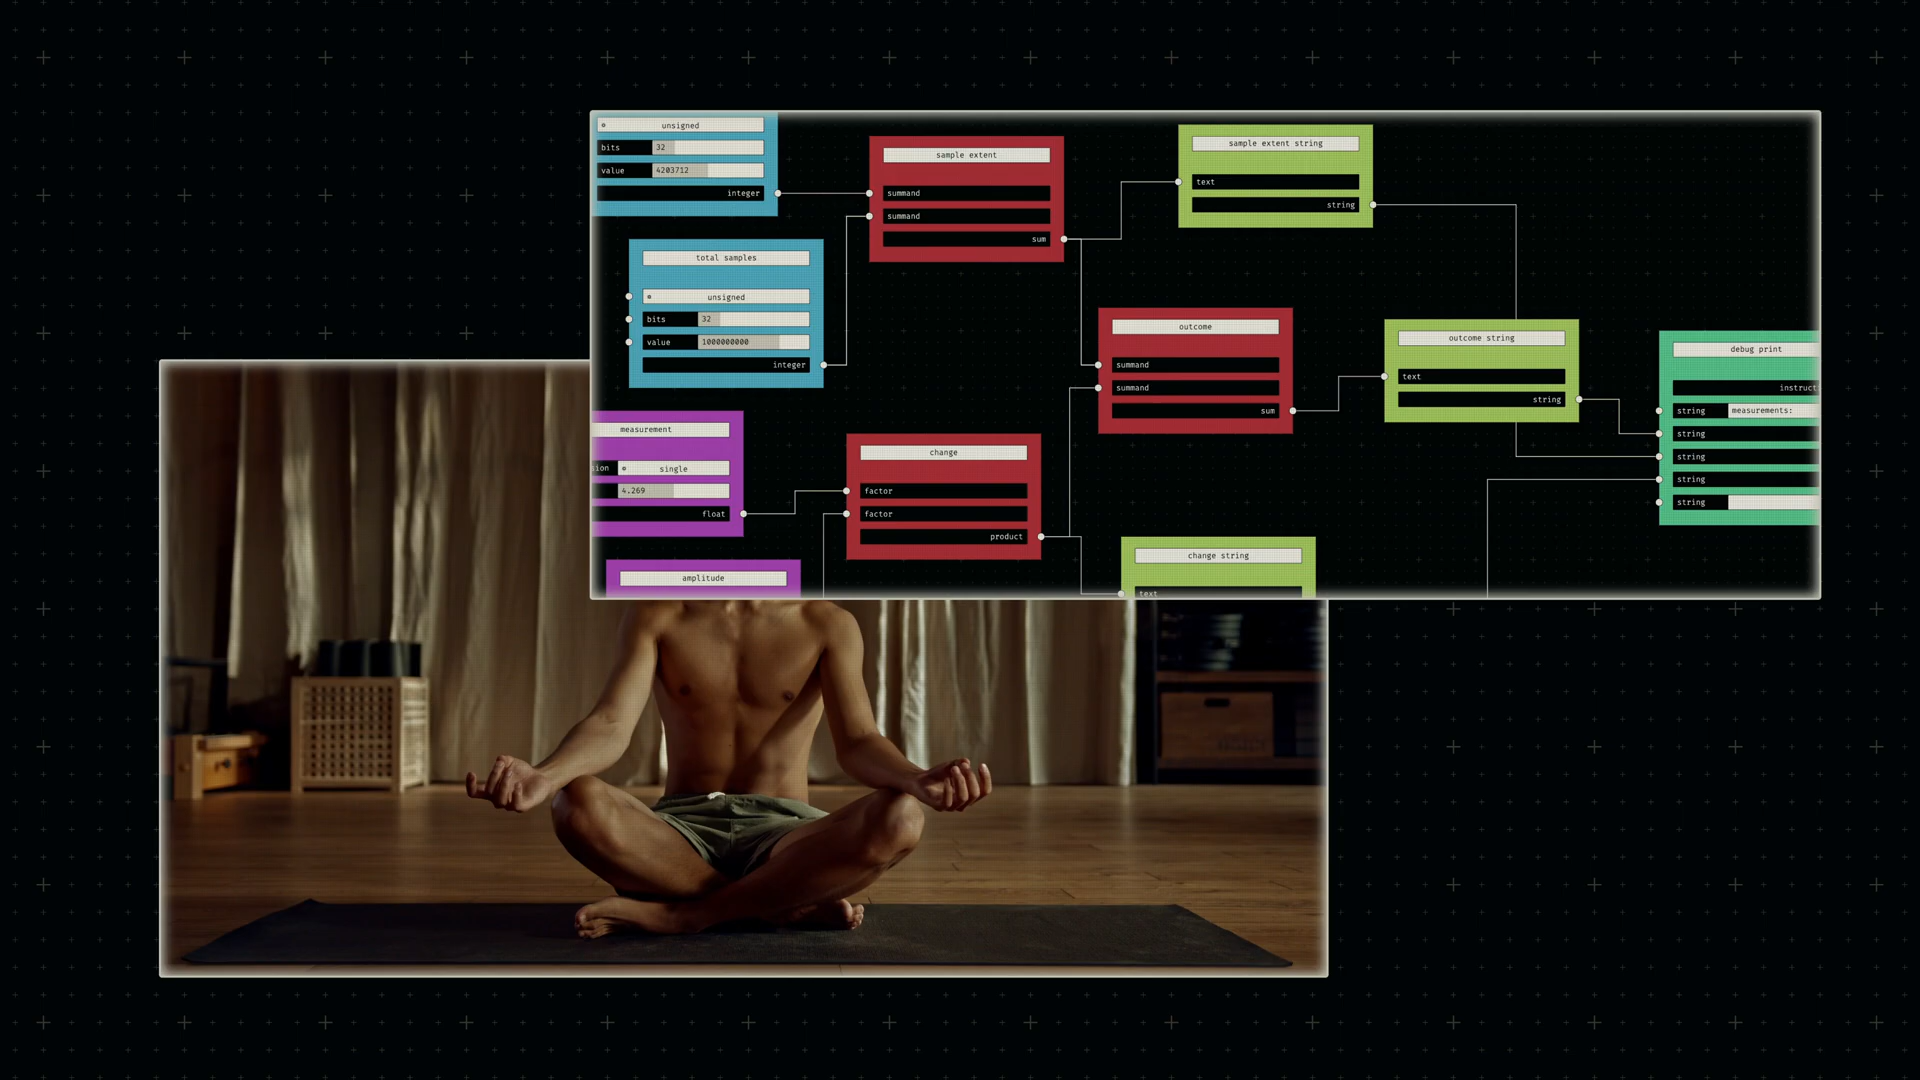 unsigned
bits 32
value 4203712
integer
total samples
unsigned
bits 32
value 1000000000
integer
measurement
single
4.269
float
amplitude
sample extent
summand
summand
sum
change
factor
factor
product
sample extent string
text
string
outcome
summand
summand
sum
change string
text
outcome string
text
string
debug print
string measurements:
string
string
string
string